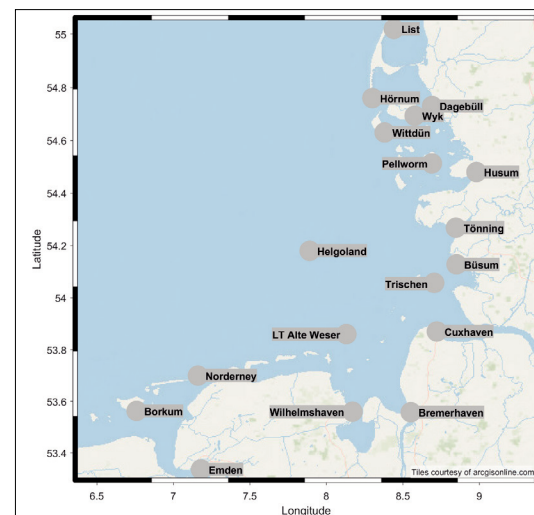 55
List
54.8
Hörnum
Dagebüll
Wyk
54.6
Wittdün
Pellworm
Husum
54.4
Tönning
54.2
Helgoland
Büsum
Trischen
54
LT Alte Weser
Cuxhaven
53.8
Norderney
53.6
Borkum
Wilhelmshaven
Bremerhaven
53.4
Emden
Tiles courtesy of arcgisonline.com
Latitude
6.5 7 7.5 8 8.5 9
Longitude